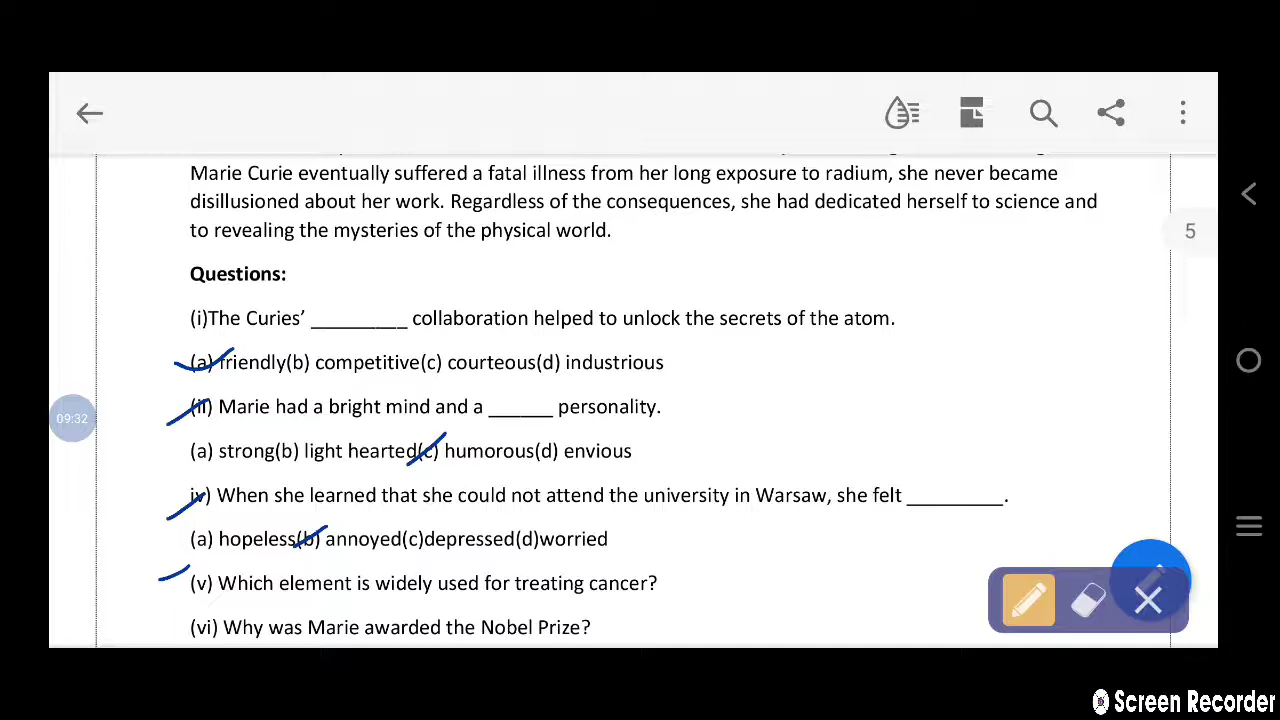 Marie Curie eventually suffered a fatal illness from her long exposure to radium, she never became
disillusioned about her work. Regardless of the consequences, she had dedicated herself to science and
to revealing the mysteries of the physical world.
5
Questions:
(i)The Curies’ __________ collaboration helped to unlock the secrets of the atom.
(a) friendly(b) competitive(c) courteous(d) industrious
(ii) Marie had a bright mind and a ______ personality.
09:32
(a) strong(b) light hearted(c) humorous(d) envious
iv) When she learned that she could not attend the university in Warsaw, she felt __________.
(a) hopeless(b) annoyed(c)depressed(d)worried
(v) Which element is widely used for treating cancer?
(vi) Why was Marie awarded the Nobel Prize?
Screen Recorder